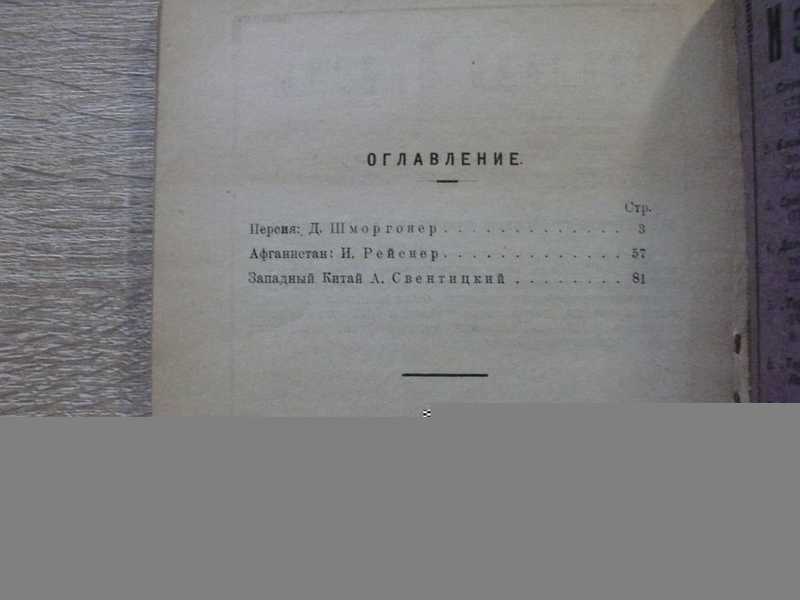 ОГЛАВЛЕНИЕ.
Стр.
Персия: Д. Шморгонер . . . . . . . . . . . . . 3
Афганистан: И. Рейснер . . . . . . . . . . . . . 57
Западный Китай А. Свентицкий . . . . . . . . 81